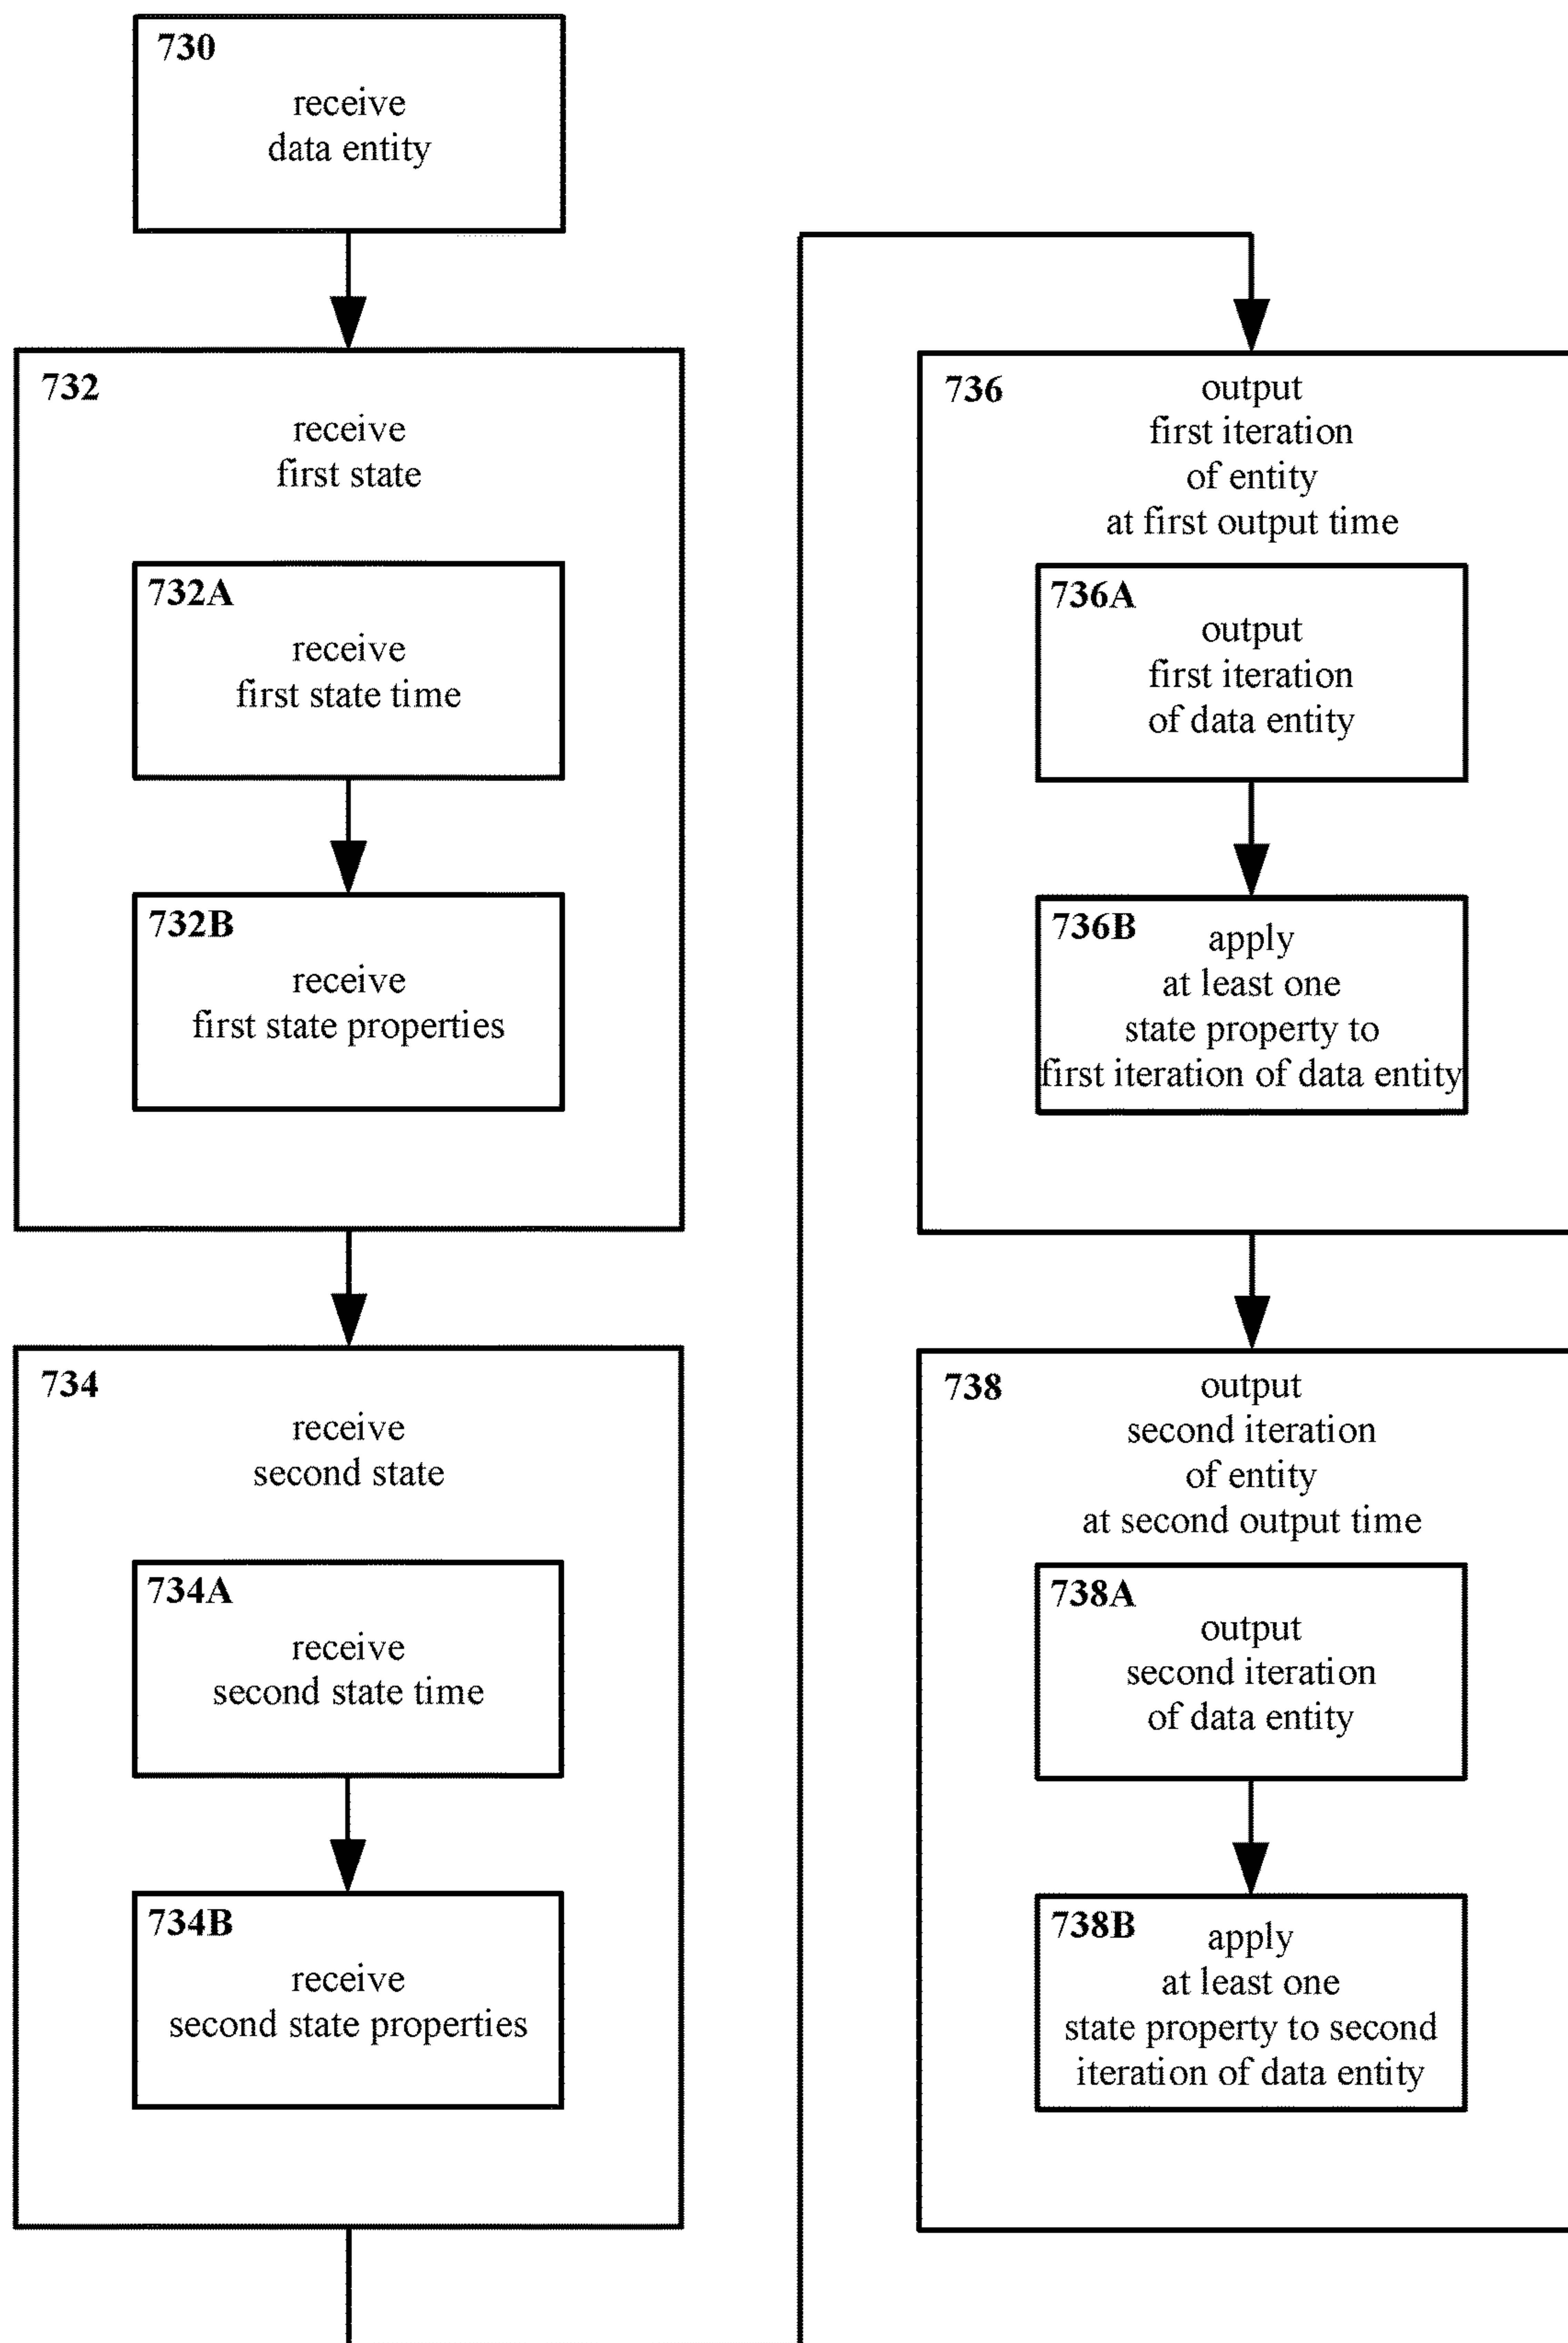 730
receive
data entity
732
receive
first state
732A
receive
first state time
732B
receive
first state properties
734
receive
second state
734A
receive
second state time
734B
receive
second state properties
736
output
first iteration
of entity
at first output time
736A
output
first iteration
of data entity
736B
apply
at least one
state property to
first iteration of data entity
738
output
second iteration
of entity
at second output time
738A
output
second iteration
of data entity
738B
apply
at least one
state property to second
iteration of data entity